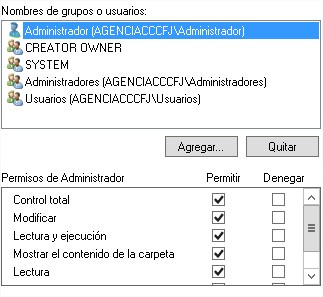 Nombres de grupos o usuarios:
Administrador (AGENCIACCCFJ\Administrador)
CREATOR OWNER
SYSTEM
Administradores (AGENCIACCCFJ\Administradores)
Usuarios (AGENCIACCCFJ\Usuarios)
Agregar... Quitar
Permisos de Administrador Permitir Denegar
Control total
Modificar
Lectura y ejecución
Mostrar el contenido de la carpeta
Lectura